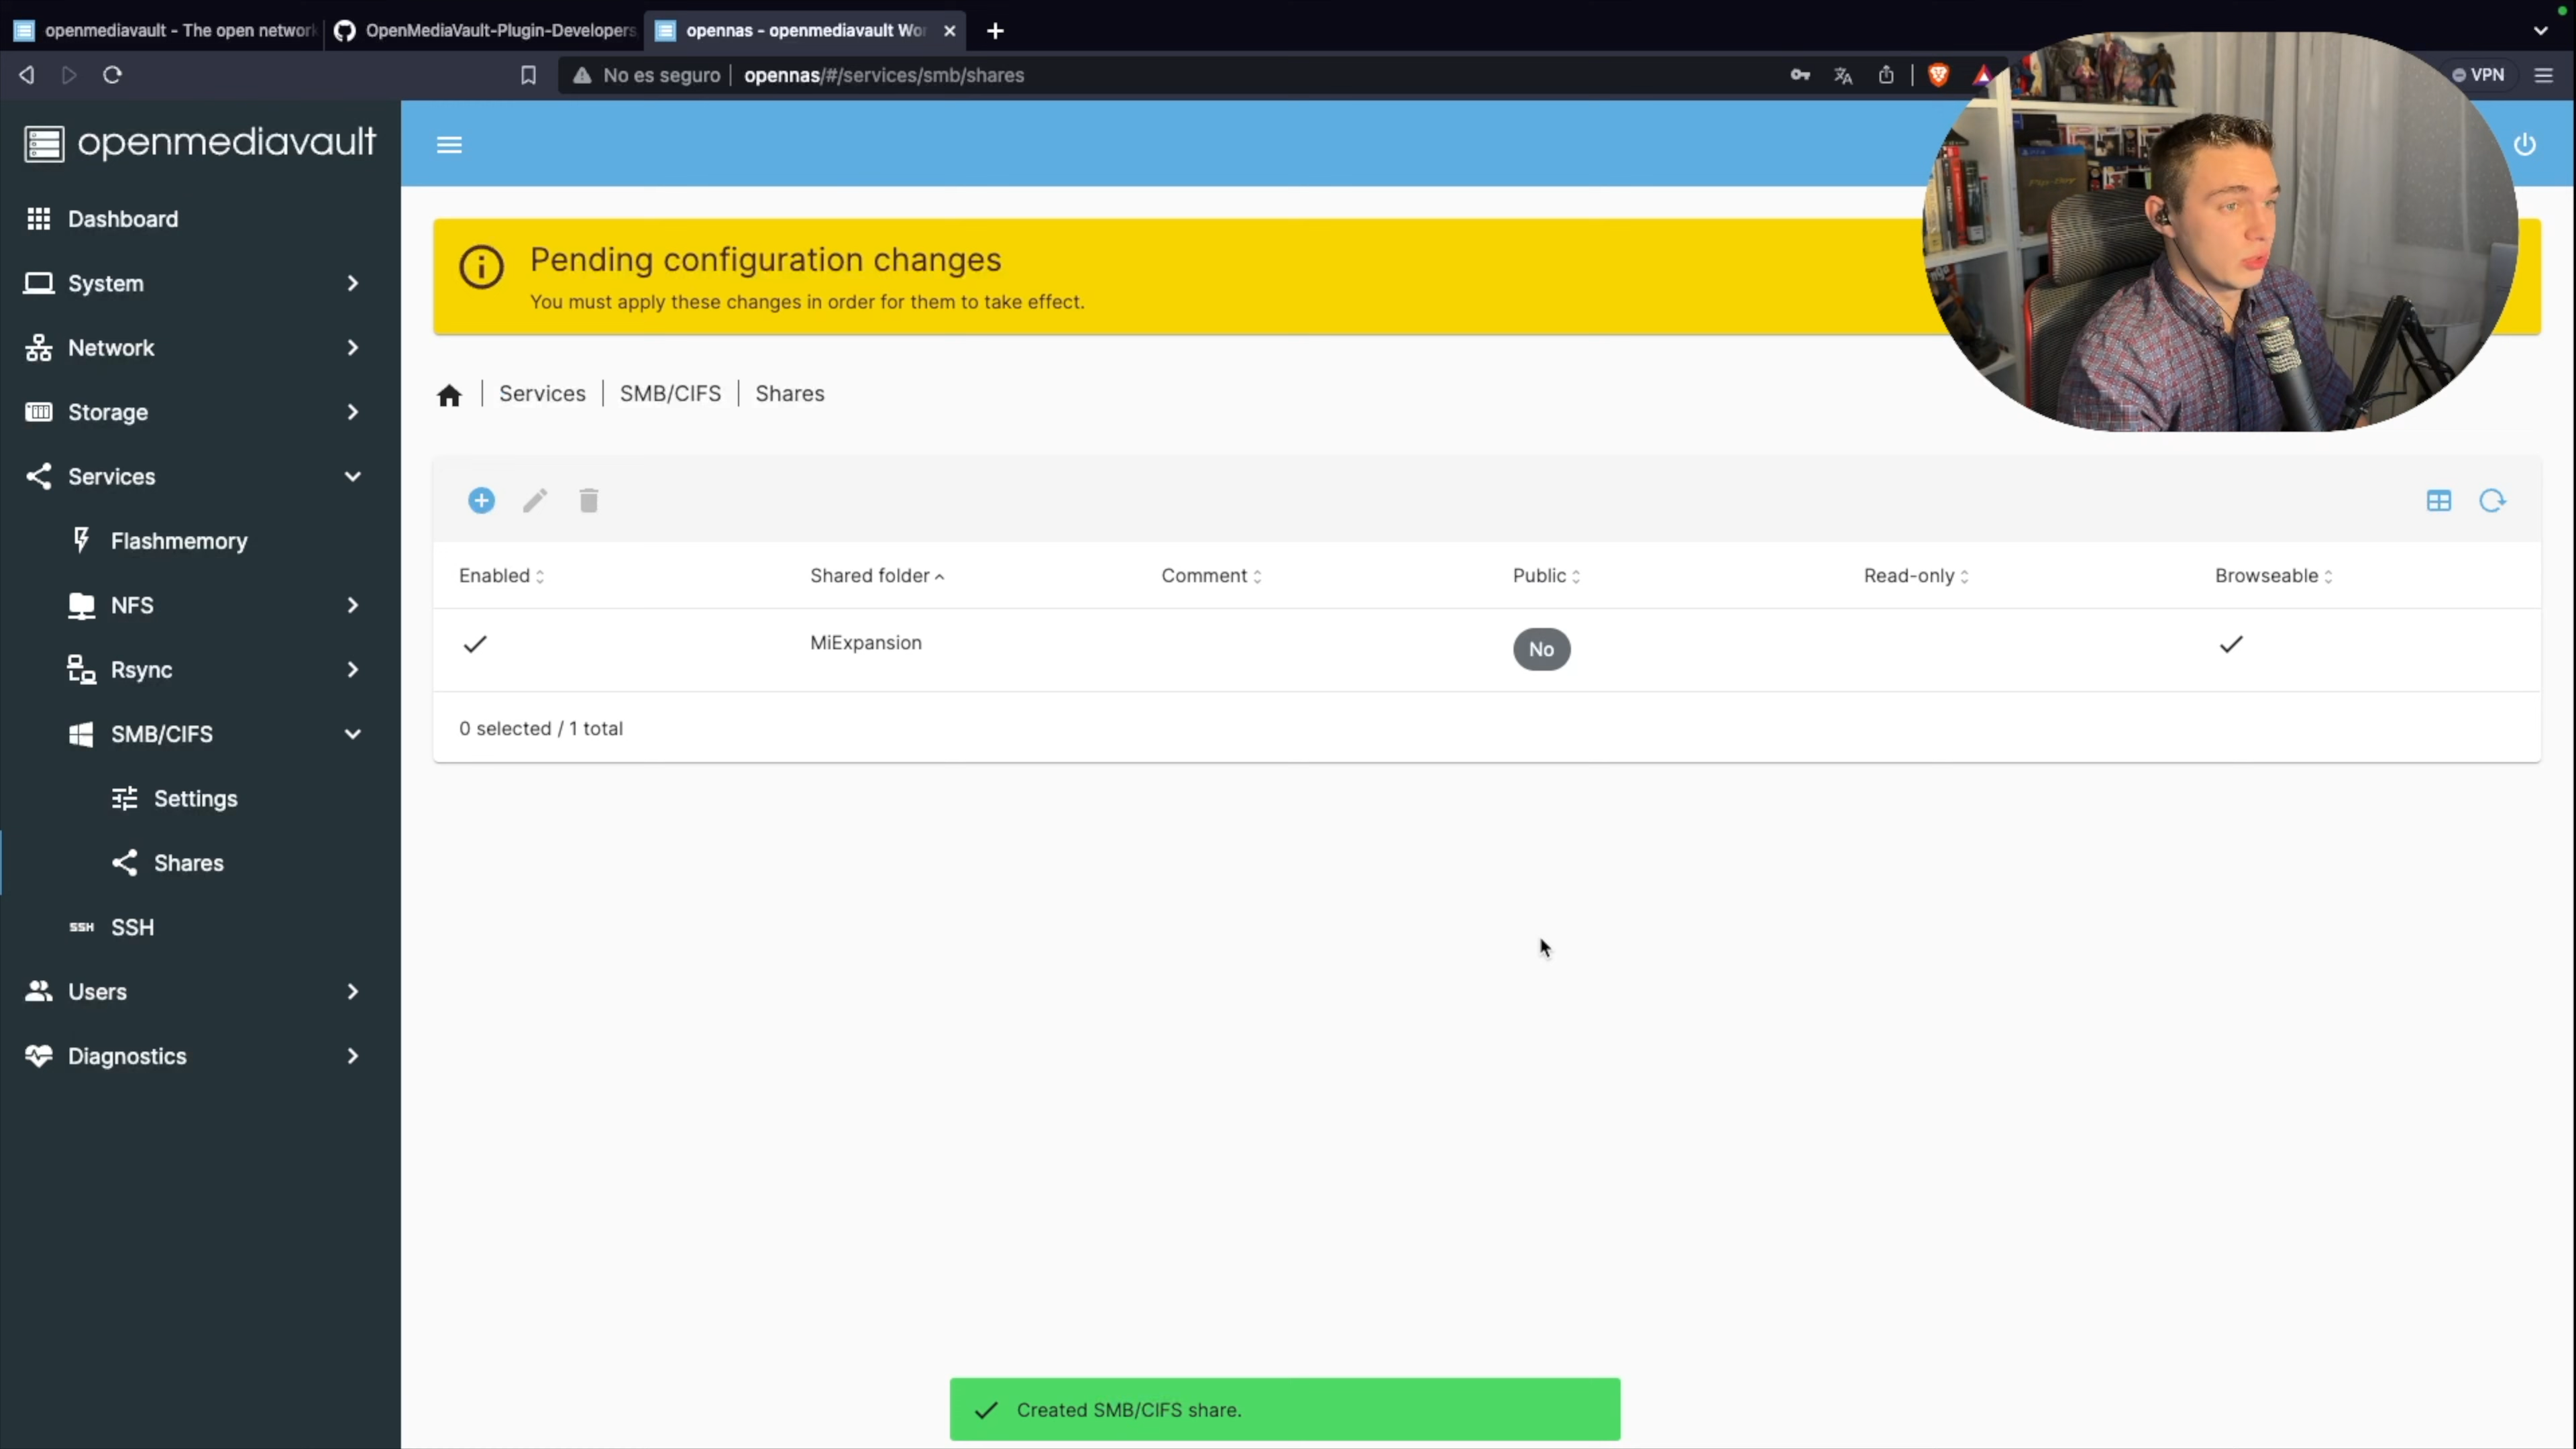 openmediavault - The open network
OpenMediaVault-Plugin-Developers
opennas - openmediavault Wor
No es seguro
opennas/#/services/smb/shares
VPN
openmediavault
Dashboard
System
Network
Storage
Services
Flashmemory
NFS
Rsync
SMB/CIFS
Settings
Shares
SSH SSH
Users
Diagnostics
Pending configuration changes
You must apply these changes in order for them to take effect.
Services | SMB/CIFS | Shares
Enabled Shared folder Comment Public Read-only Browseable
MiExpansion No
0 selected / 1 total
Created SMB/CIFS share.